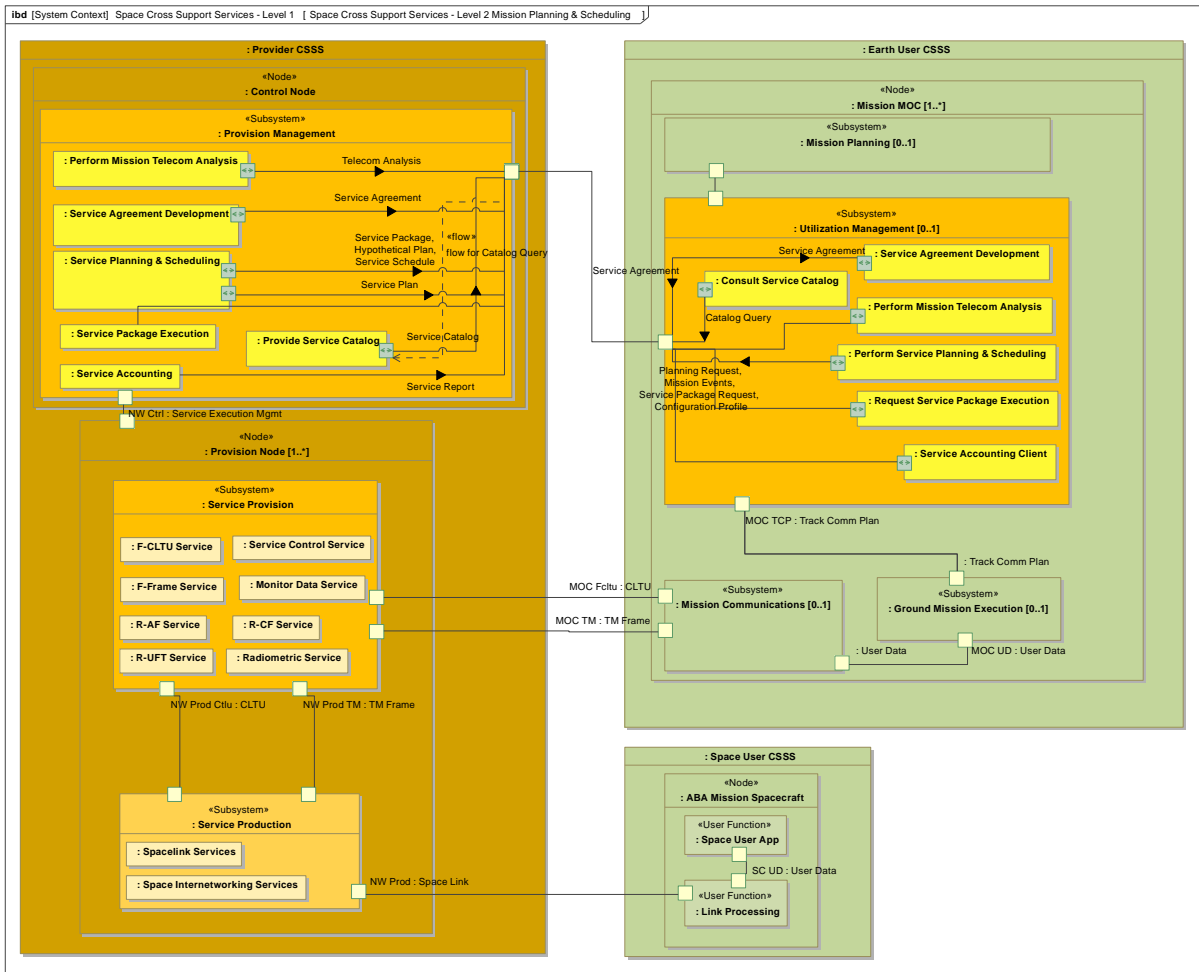 ibd [System Context] Space Cross Support Services - Level 1 [ Space Cross Support Services - Level 2 Mission Planning & Scheduling ]
: Provider CSSS
«Node»
: Control Node
«Subsystem»
: Provision Management
: Perform Mission Telecom Analysis
Telecom Analysis
: Service Agreement Development
Service Agreement
: Service Planning & Scheduling
Service Package,
Hypothetical Plan,
Service Schedule
«flow»
flow for Catalog Query
Service Plan
: Service Package Execution
: Provide Service Catalog
Service Catalog
: Service Accounting
Service Report
NW Ctrl : Service Execution Mgmt
«Node»
: Provision Node [1..*]
«Subsystem»
: Service Provision
: F-CLTU Service
: Service Control Service
: F-Frame Service
: Monitor Data Service
: R-AF Service
: R-CF Service
: R-UFT Service
: Radiometric Service
NW Prod Ctlu : CLTU
NW Prod TM : TM Frame
«Subsystem»
: Service Production
: Spacelink Services
: Space Internetworking Services
NW Prod : Space Link
MOC Fcltu : CLTU
MOC TM : TM Frame
: Earth User CSSS
«Node»
: Mission MOC [1..*]
«Subsystem»
: Mission Planning [0..1]
«Subsystem»
: Utilization Management [0..1]
Service Agreement
: Service Agreement Development
Service Agreement
: Consult Service Catalog
: Perform Mission Telecom Analysis
Catalog Query
: Perform Service Planning & Scheduling
Planning Request,
Mission Events,
Service Package Request,
Configuration Profile
: Request Service Package Execution
: Service Accounting Client
MOC TCP : Track Comm Plan
: Track Comm Plan
«Subsystem»
: Mission Communications [0..1]
«Subsystem»
: Ground Mission Execution [0..1]
: User Data
MOC UD : User Data
: Space User CSSS
«Node»
: ABA Mission Spacecraft
«User Function»
: Space User App
SC UD : User Data
«User Function»
: Link Processing